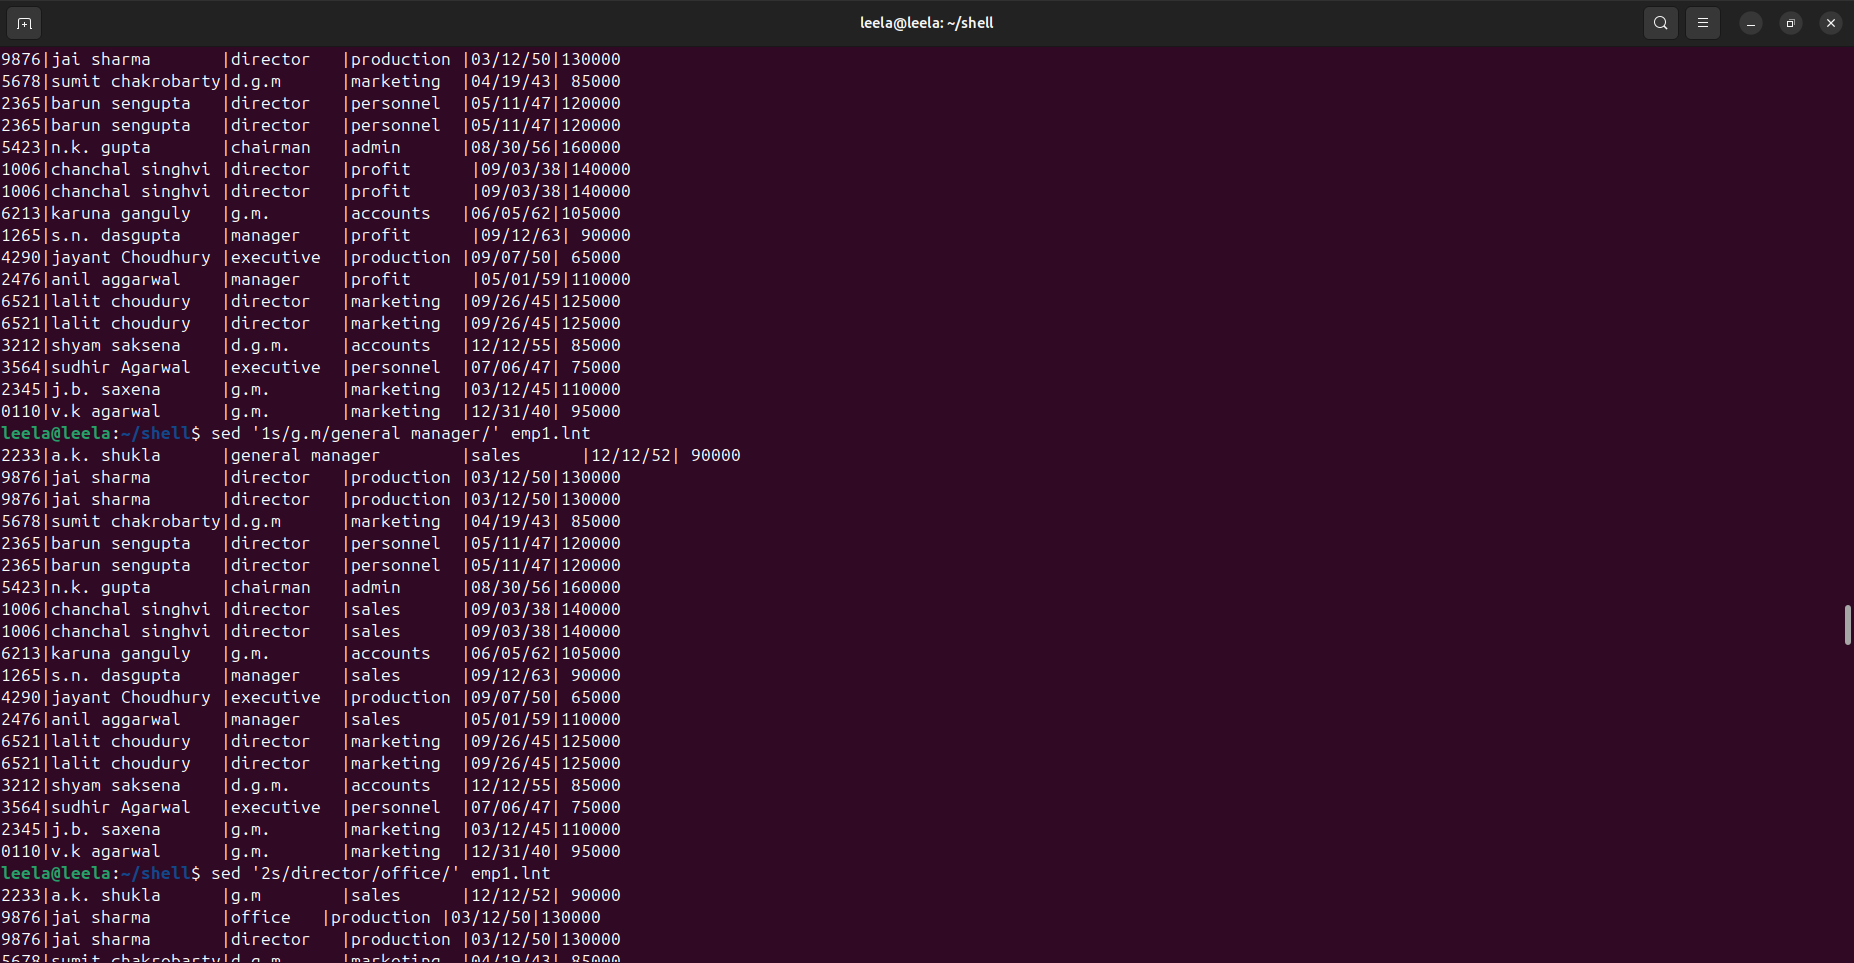 leela@leela: ~/shell
9876|jai sharma       |director   |production |03/12/50|130000
5678|sumit chakrobarty|d.g.m      |marketing  |04/19/43| 85000
2365|barun sengupta   |director   |personnel  |05/11/47|120000
2365|barun sengupta   |director   |personnel  |05/11/47|120000
5423|n.k. gupta       |chairman   |admin      |08/30/56|160000
1006|chanchal singhvi |director   |profit      |09/03/38|140000
1006|chanchal singhvi |director   |profit      |09/03/38|140000
6213|karuna ganguly   |g.m.       |accounts   |06/05/62|105000
1265|s.n. dasgupta    |manager    |profit      |09/12/63| 90000
4290|jayant Choudhury |executive  |production |09/07/50| 65000
2476|anil aggarwal    |manager    |profit      |05/01/59|110000
6521|lalit choudury   |director   |marketing  |09/26/45|125000
6521|lalit choudury   |director   |marketing  |09/26/45|125000
3212|shyam saksena    |d.g.m.     |accounts   |12/12/55| 85000
3564|sudhir Agarwal   |executive  |personnel  |07/06/47| 75000
2345|j.b. saxena      |g.m.       |marketing  |03/12/45|110000
0110|v.k agarwal      |g.m.       |marketing  |12/31/40| 95000
leela@leela:~/shell$ sed '1s/g.m/general manager/' emp1.lnt
2233|a.k. shukla      |general manager        |sales      |12/12/52| 90000
9876|jai sharma       |director   |production |03/12/50|130000
9876|jai sharma       |director   |production |03/12/50|130000
5678|sumit chakrobarty|d.g.m      |marketing  |04/19/43| 85000
2365|barun sengupta   |director   |personnel  |05/11/47|120000
2365|barun sengupta   |director   |personnel  |05/11/47|120000
5423|n.k. gupta       |chairman   |admin      |08/30/56|160000
1006|chanchal singhvi |director   |sales      |09/03/38|140000
1006|chanchal singhvi |director   |sales      |09/03/38|140000
6213|karuna ganguly   |g.m.       |accounts   |06/05/62|105000
1265|s.n. dasgupta    |manager    |sales      |09/12/63| 90000
4290|jayant Choudhury |executive  |production |09/07/50| 65000
2476|anil aggarwal    |manager    |sales      |05/01/59|110000
6521|lalit choudury   |director   |marketing  |09/26/45|125000
6521|lalit choudury   |director   |marketing  |09/26/45|125000
3212|shyam saksena    |d.g.m.     |accounts   |12/12/55| 85000
3564|sudhir Agarwal   |executive  |personnel  |07/06/47| 75000
2345|j.b. saxena      |g.m.       |marketing  |03/12/45|110000
0110|v.k agarwal      |g.m.       |marketing  |12/31/40| 95000
leela@leela:~/shell$ sed '2s/director/office/' emp1.lnt
2233|a.k. shukla      |g.m        |sales      |12/12/52| 90000
9876|jai sharma       |office   |production |03/12/50|130000
9876|jai sharma       |director   |production |03/12/50|130000
5678|sumit chakrobarty|d.g.m      |marketing  |04/19/43| 85000